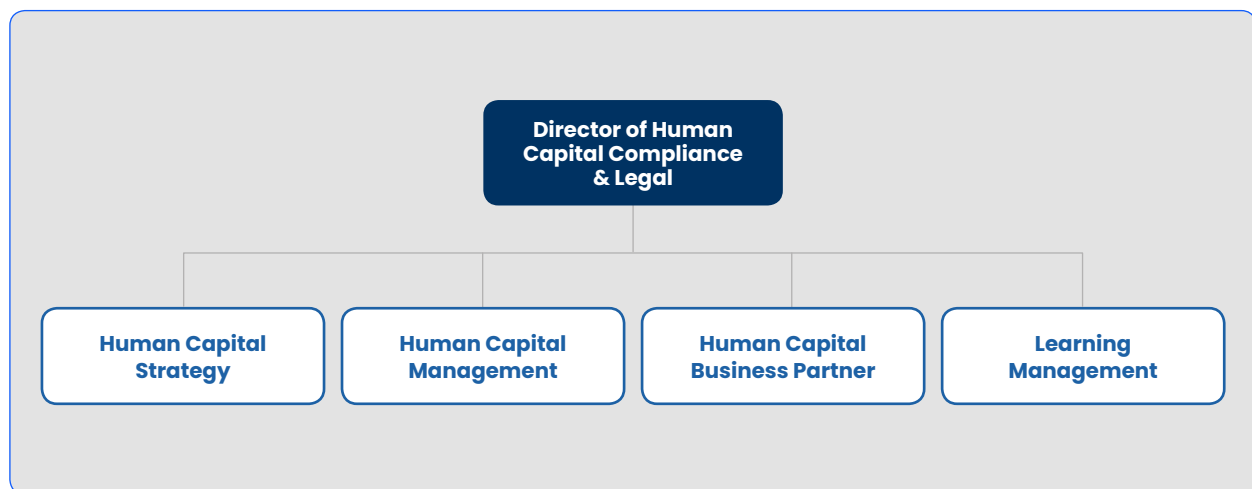 Director of Human
Capital Compliance
& Legal
Human Capital
Strategy
Human Capital
Management
Human Capital
Business Partner
Learning
Management